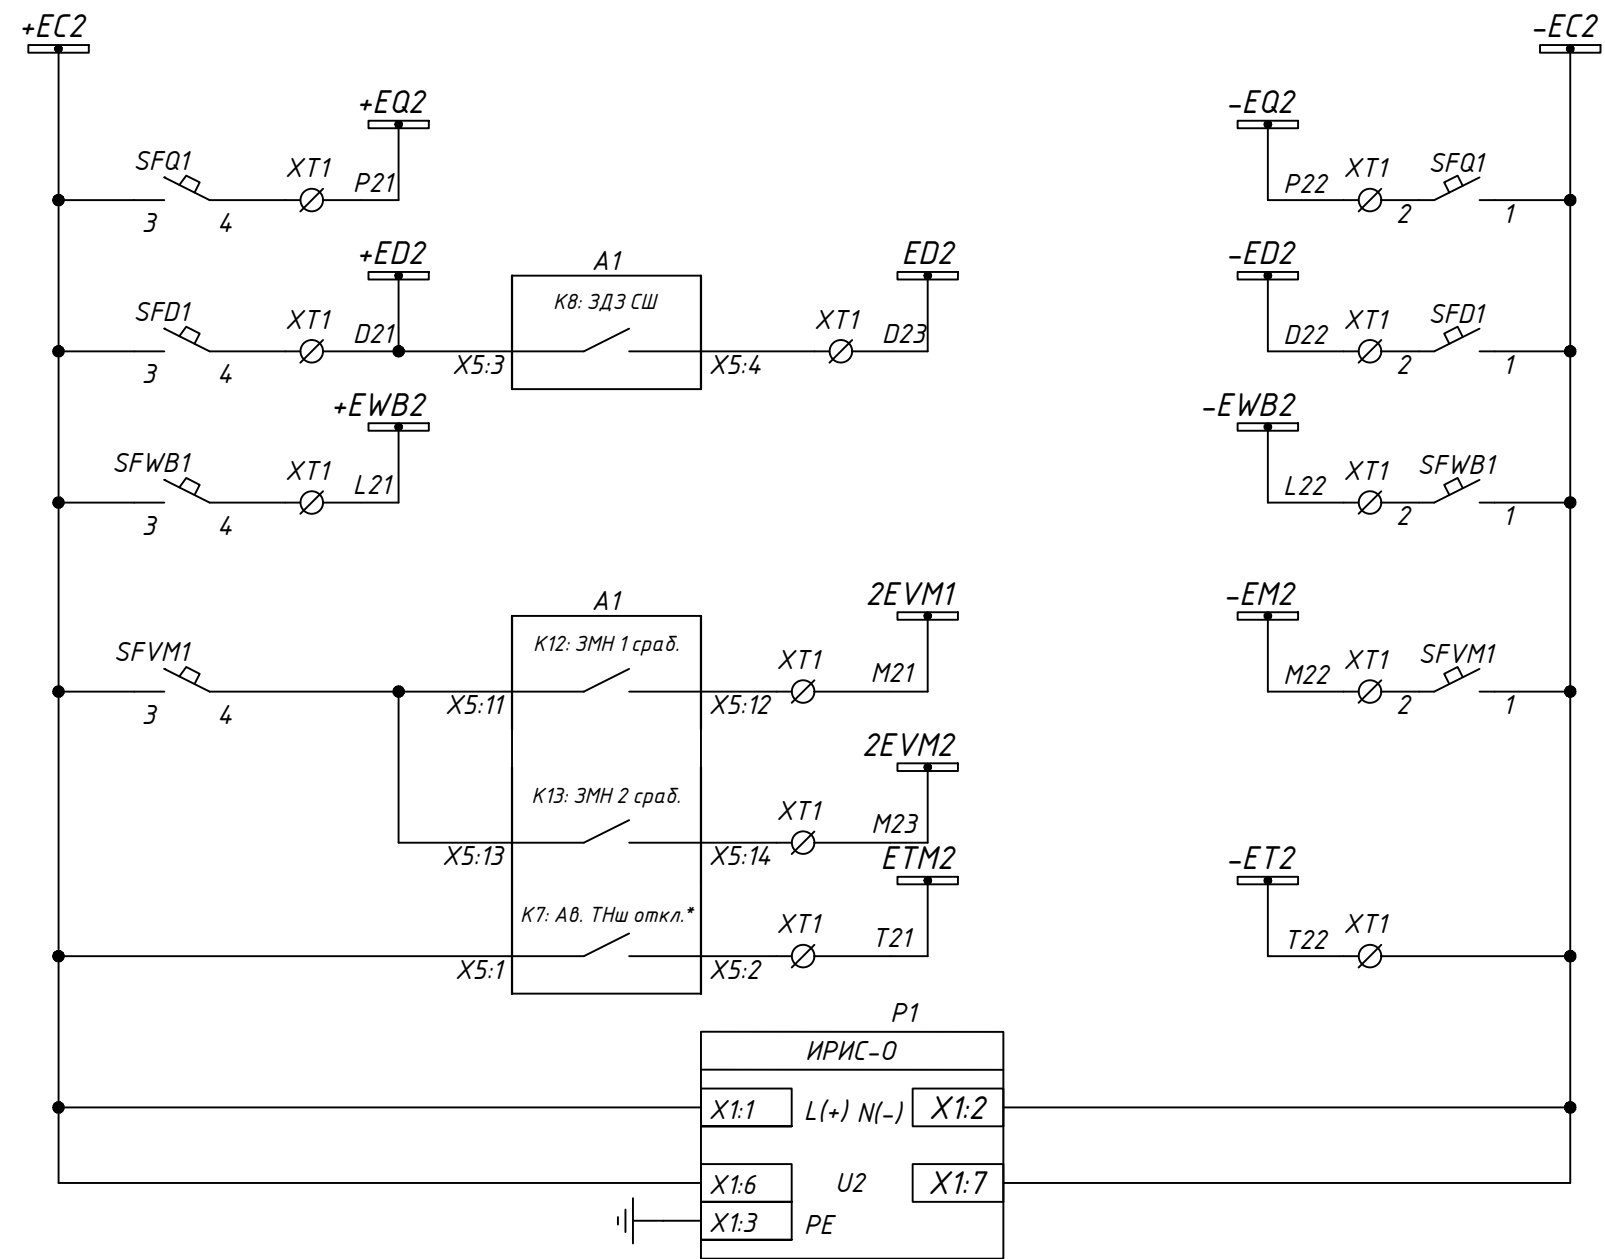 +EC2
-EC2
+EQ2
-EQ2
SFQ1
XT1
P21
P22
XT1
SFQ1
3
4
2
1
+ED2
A1
ED2
-ED2
K8: ЗДЗ СШ
SFD1
XT1
D21
XT1
D23
D22
XT1
SFD1
3
4
X5:3
X5:4
2
1
+EWB2
-EWB2
SFWB1
XT1
L21
L22
XT1
SFWB1
3
4
2
1
A1
2EVM1
-EM2
K12: ЗМН 1 сраб.
SFVM1
XT1
M21
M22
XT1
SFVM1
3
4
X5:11
X5:12
2
1
2EVM2
K13: ЗМН 2 сраб.
XT1
M23
X5:13
X5:14
ETM2
-ET2
K7: Ав. ТНш откл.*
XT1
T21
T22
XT1
X5:1
X5:2
P1
ИРИС-О
X1:1 L(+) N(-) X1:2
X1:6 U2 X1:7
X1:3 PE